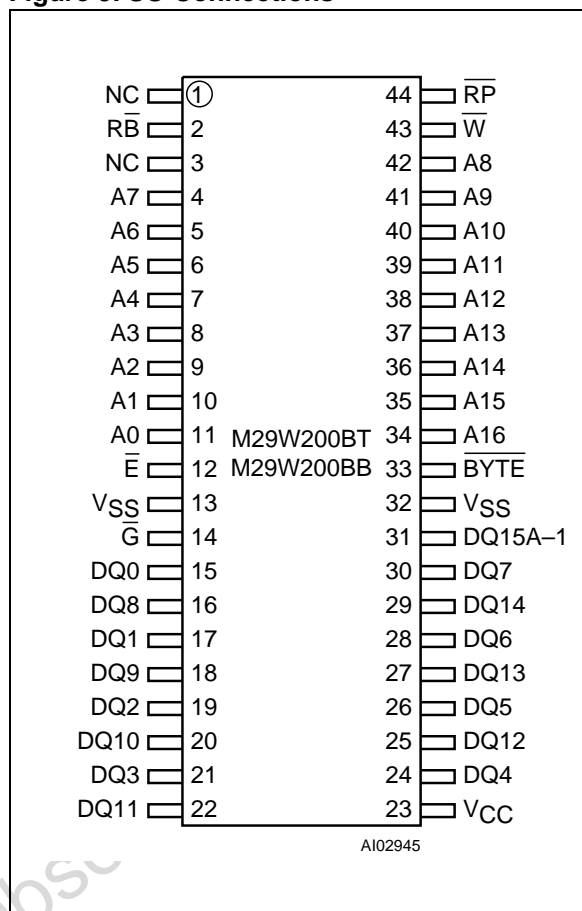 Figure 3. SO Connections
NC 1 44 R̅P̅
RB̅ 2 43 W̅
NC 3 42 A8
A7 4 41 A9
A6 5 40 A10
A5 6 39 A11
A4 7 38 A12
A3 8 37 A13
A2 9 36 A14
A1 10 35 A15
A0 11 M29W200BT 34 A16
E̅ 12 M29W200BB 33 B̅Y̅T̅E̅
VSS 13 32 VSS
G̅ 14 31 DQ15A–1
DQ0 15 30 DQ7
DQ8 16 29 DQ14
DQ1 17 28 DQ6
DQ9 18 27 DQ13
DQ2 19 26 DQ5
DQ10 20 25 DQ12
DQ3 21 24 DQ4
DQ11 22 23 VCC
AI02945